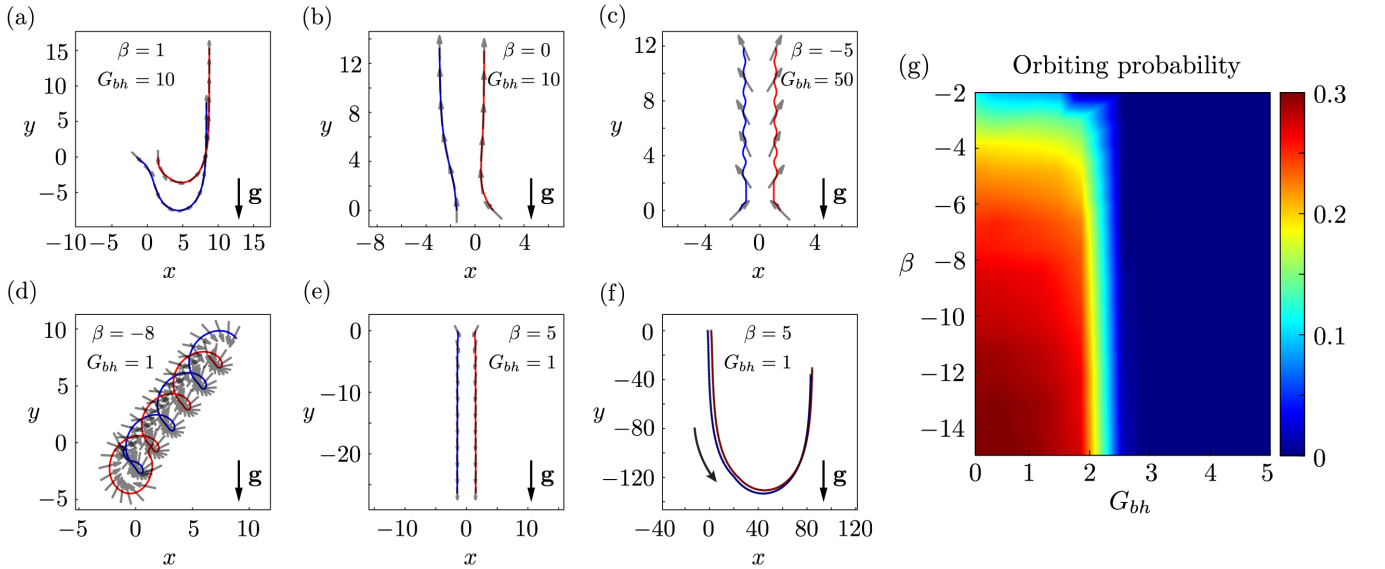 (a)
β = 1
G_bh = 10
15
10
5
0
−5
y
g
−10 −5 0 5 10 15
x
(b)
β = 0
G_bh = 10
12
8
4
0
y
g
−8 −4 0 4
x
(c)
β = −5
G_bh = 50
12
8
4
0
y
g
−4 0 4
x
(d)
β = −8
G_bh = 1
10
5
0
−5
y
g
−5 0 5 10
x
(e)
β = 5
G_bh = 1
0
−10
−20
y
g
−10 0 10
x
(f)
β = 5
G_bh = 1
0
−40
−80
−120
y
g
−40 0 40 80 120
x
(g)
Orbiting probability
−2
−4
−6
−8
−10
−12
−14
β
0 1 2 3 4 5
G_bh
0.3
0.2
0.1
0